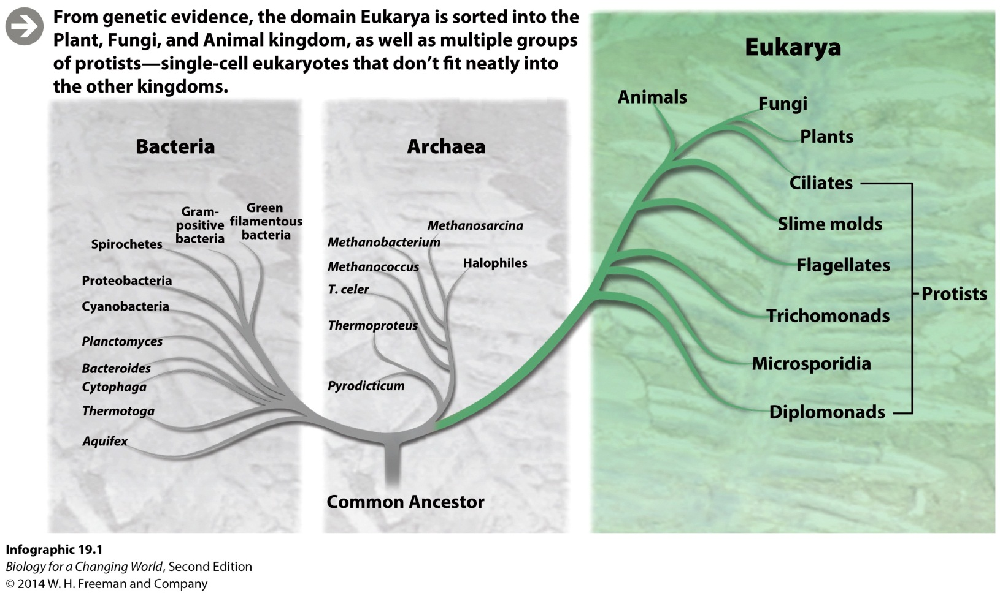 From genetic evidence, the domain Eukarya is sorted into the
Plant, Fungi, and Animal kingdom, as well as multiple groups
of protists—single-cell eukaryotes that don’t fit neatly into
the other kingdoms.
Bacteria
Spirochetes
Gram-
positive
bacteria
Green
filamentous
bacteria
Proteobacteria
Cyanobacteria
Planctomyces
Bacteroides
Cytophaga
Thermotoga
Aquifex
Archaea
Methanosarcina
Methanobacterium
Halophiles
Methanococcus
T. celer
Thermoproteus
Pyrodicticum
Common Ancestor
Eukarya
Animals
Fungi
Plants
Ciliates
Slime molds
Flagellates
Protists
Trichomonads
Microsporidia
Diplomonads
Infographic 19.1
Biology for a Changing World, Second Edition
© 2014 W. H. Freeman and Company